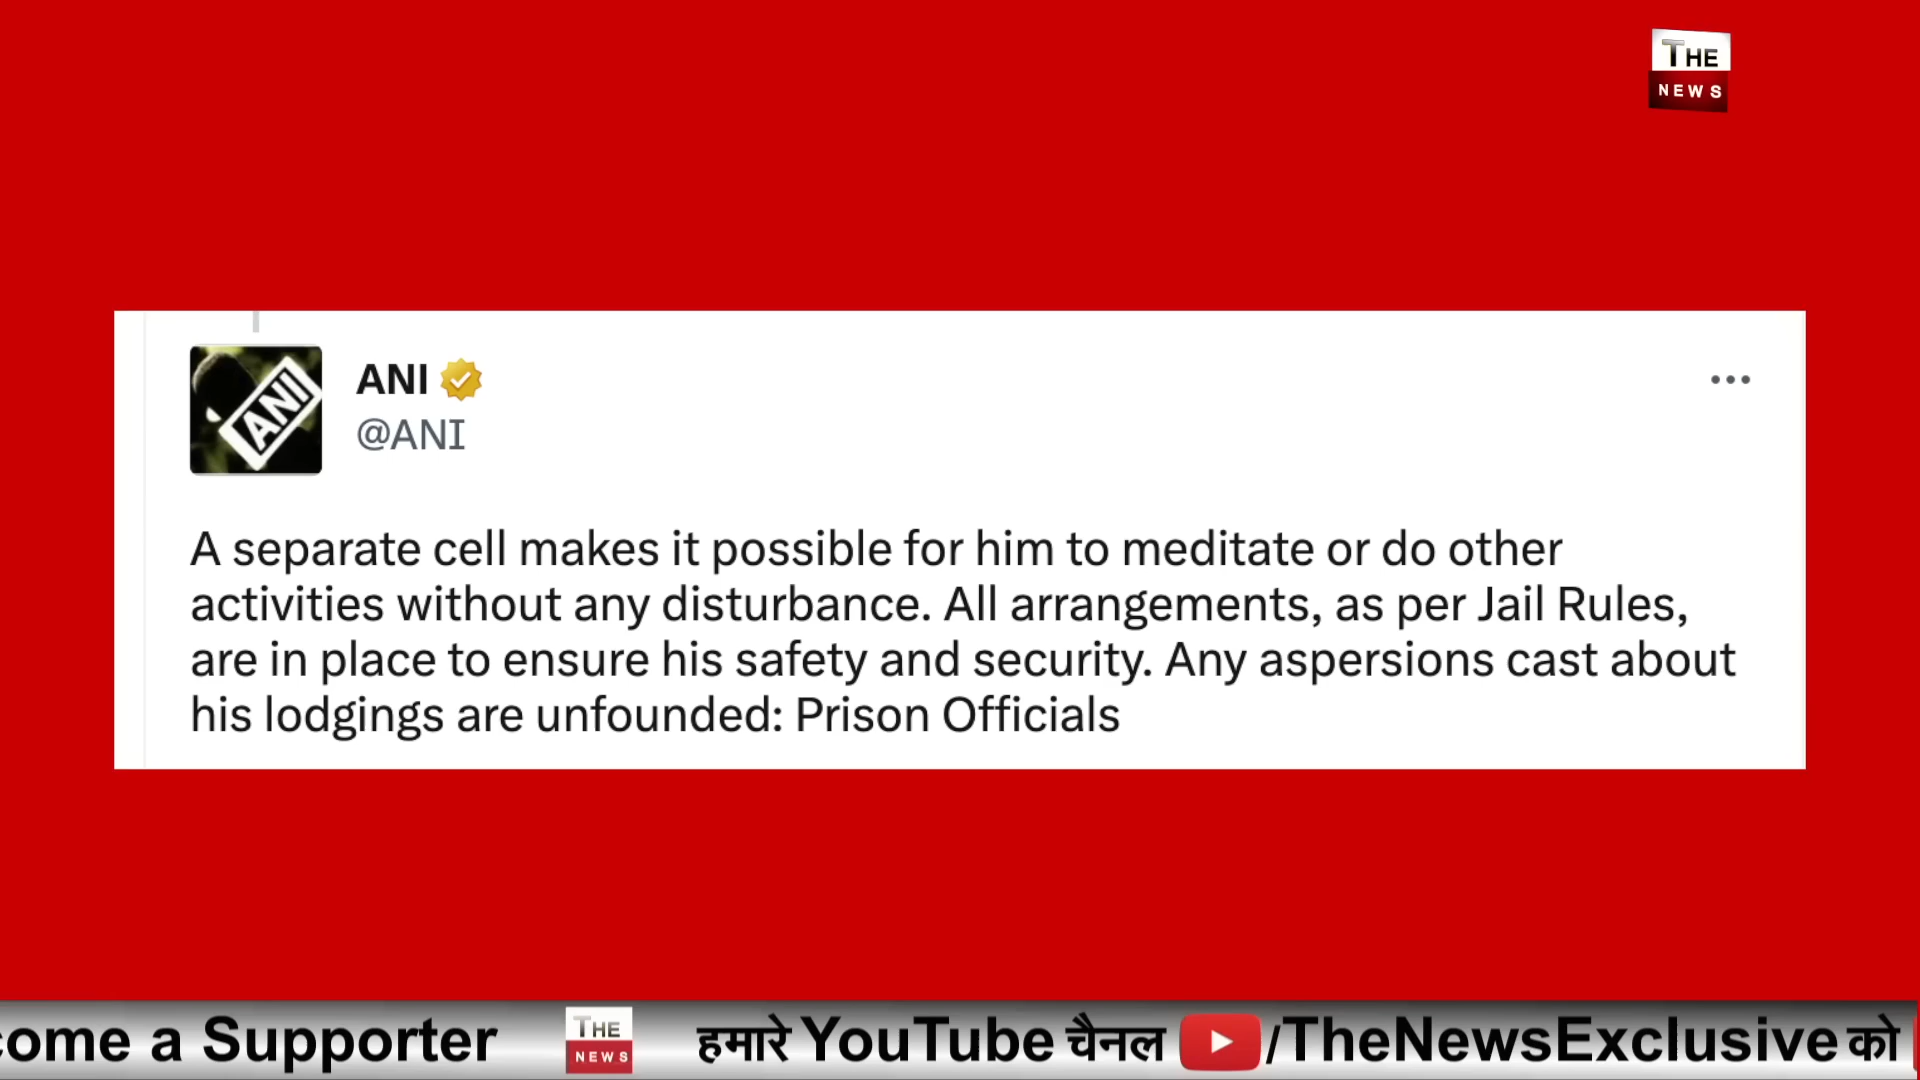 THE
NEWS
ANI
ANI
@ANI
A separate cell makes it possible for him to meditate or do other
activities without any disturbance. All arrangements, as per Jail Rules,
are in place to ensure his safety and security. Any aspersions cast about
his lodgings are unfounded: Prison Officials
come a Supporter THE NEWS हमारे YouTube चैनल /TheNewsExclusive को